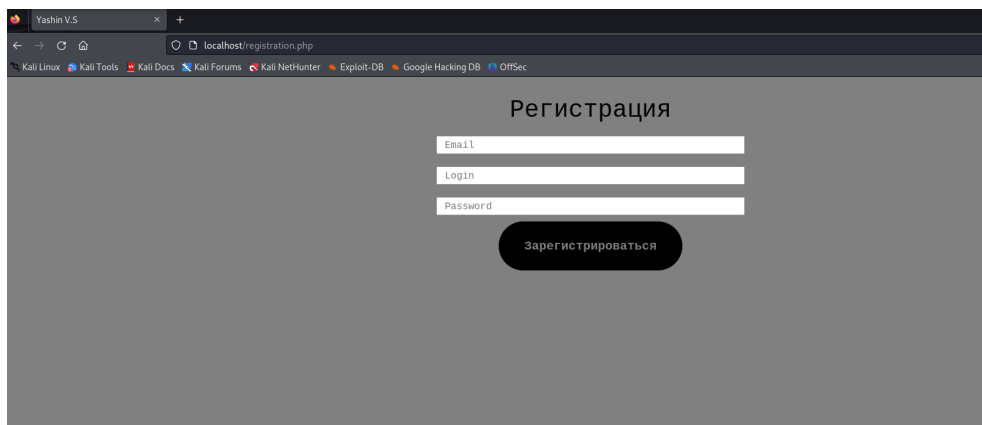 Yashin V.S
localhost/registration.php
Kali Linux Kali Tools Kali Docs Kali Forums Kali NetHunter Exploit-DB Google Hacking DB OffSec
Регистрация
Email
Login
Password
Зарегистрироваться